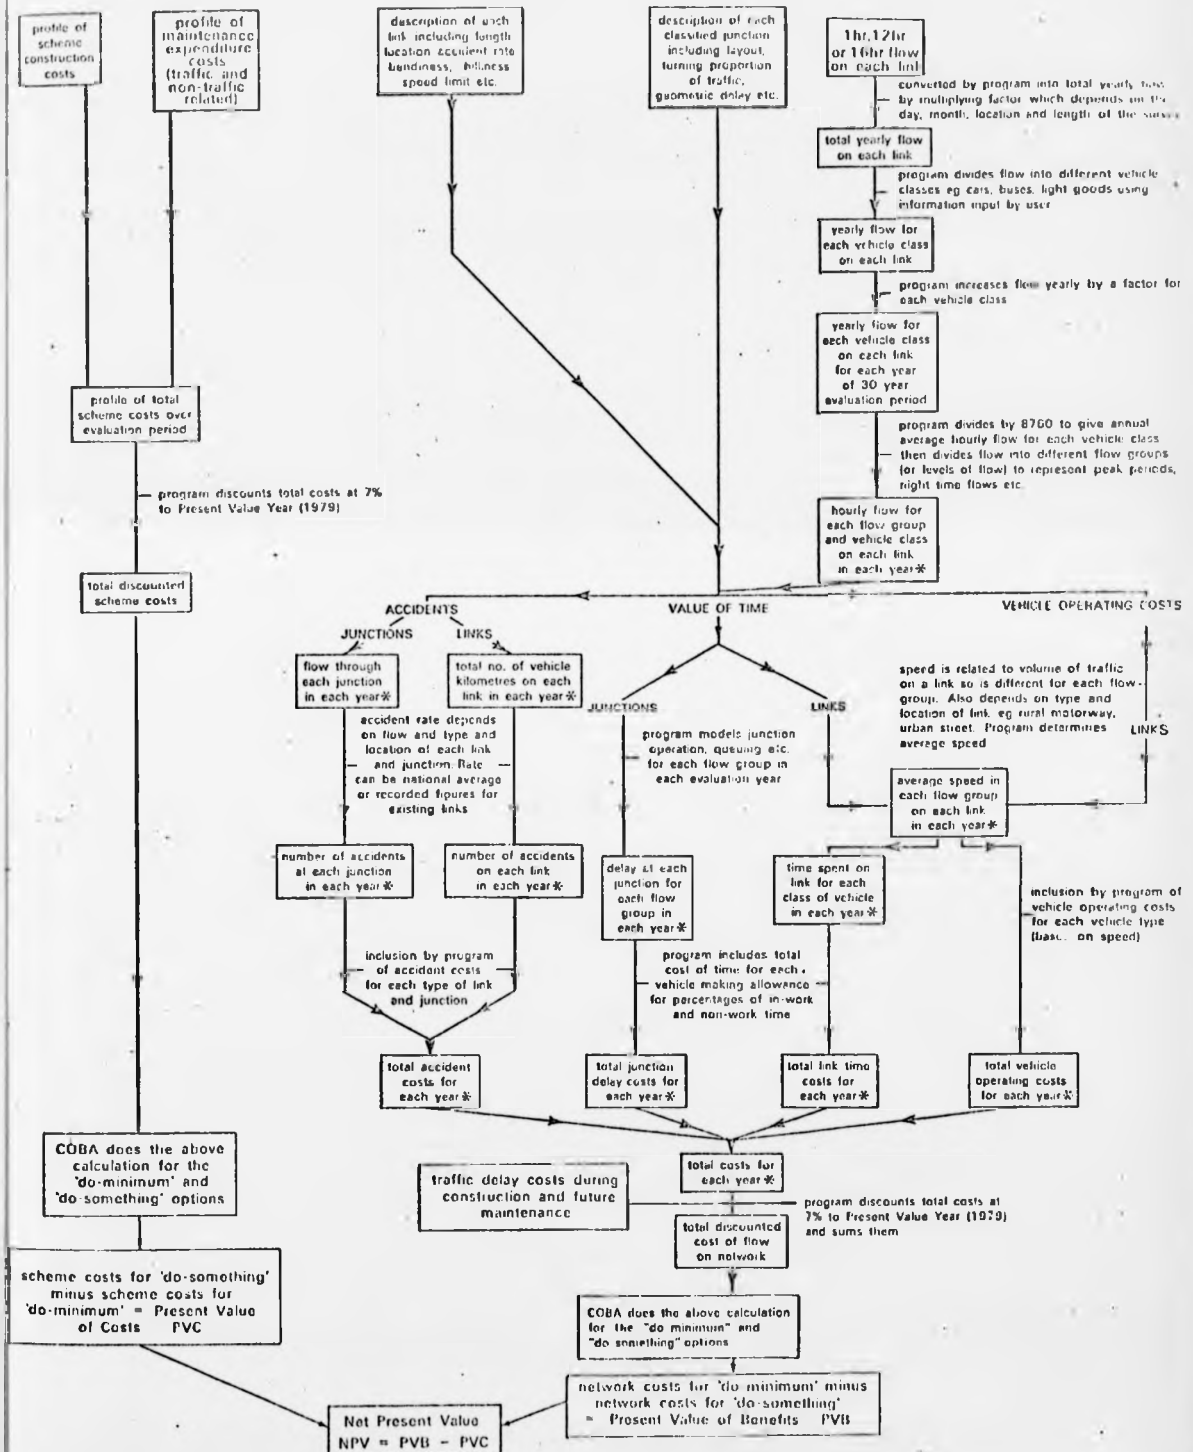 profile of
scheme
construction
costs
profile of
maintenance
expenditure
costs
(traffic and
non-traffic
related)
description of each
link including length
location accident rate
bendiness, hilliness
speed limit etc.
description of each
classified junction
including layout,
turning proportion
of traffic,
geometric delay etc.
1hr,12hr
or 16hr flow
on each link
converted by program into total yearly
by multiplying factor which depends on the
day, month, location and length of the survey
total yearly flow
on each link
program divides flow into different vehicle
classes eg cars, buses, light goods using
information input by user
yearly flow for
each vehicle class
on each link
program increases flow yearly by a factor for
each vehicle class
yearly flow for
each vehicle class
on each link
for each year
of 30 year
evaluation period
program divides by 8760 to give annual
average hourly flow for each vehicle class
then divides flow into different flow groups
(or levels of flow) to represent peak periods,
night time flows etc.
hourly flow for
each flow group
and vehicle class
on each link
in each year*
profile of total
scheme costs over
evaluation period
program discounts total costs at 7%
to Present Value Year (1979)
total discounted
scheme costs
ACCIDENTS
JUNCTIONS LINKS
flow through
each junction
in each year*
total no. of vehicle
kilometres on each
link in each year*
accident rate depends
on flow and type and
location of each link
and junction. Rate
can be national average
or recorded figures for
existing links
number of accidents
at each junction
in each year*
number of accidents
on each link
in each year*
inclusion by program
of accident costs
for each type of link
and junction
total accident
costs for
each year*
VALUE OF TIME
JUNCTIONS
LINKS
program models junction
operation, queuing etc.
for each flow group in
each evaluation year
delay at each
junction for
each flow
group in
each year*
time spent on
link for each
class of vehicle
in each year*
program includes total
cost of time for each
vehicle making allowance
for percentages of in-work
and non-work time
total junction
delay costs for
each year*
total link time
costs for
each year*
VEHICLE OPERATING COSTS
speed is related to volume of traffic
on a link so is different for each flow-
group. Also depends on type and
location of link eg rural motorway,
urban street. Program determines
average speed
LINKS
average speed in
each flow group
on each link
in each year*
inclusion by program of
vehicle operating costs
for each vehicle type
on speed)
total vehicle
operating costs
for each year*
COBA does the above
calculation for the
'do-minimum' and
'do-something' options
scheme costs for 'do-something'
minus scheme costs for
'do-minimum' = Present Value
of Costs PVC
total costs for
each year*
traffic delay costs during
construction and future
maintenance
program discounts total costs at
7% to Present Value Year (1979)
and sums them
total discounted
cost of flow
on network
COBA does the above calculation
for the "do minimum" and
"do something" options
network costs for 'do minimum' minus
network costs for 'do-something'
= Present Value of Benefits PVB
Net Present Value
NPV = PVB - PVC